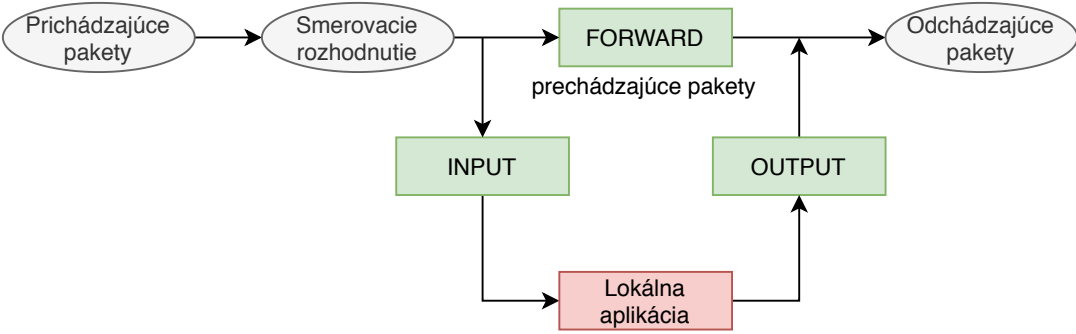 Prichádzajúce
pakety
Smerovacie
rozhodnutie
FORWARD
prechádzajúce pakety
Odchádzajúce
pakety
INPUT
OUTPUT
Lokálna
aplikácia